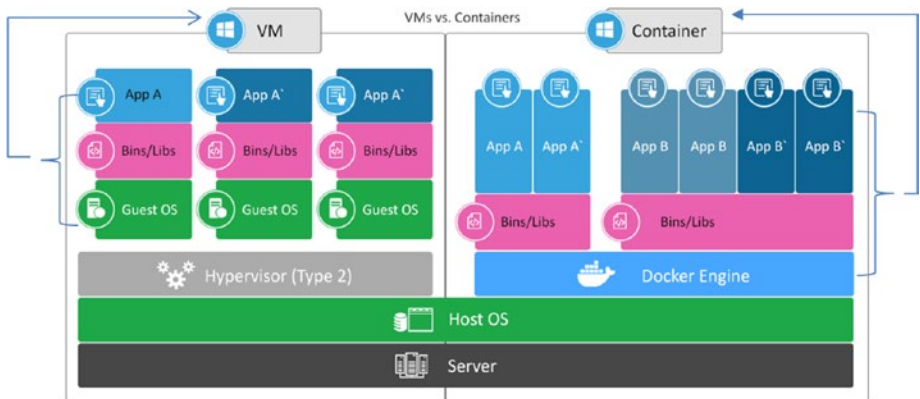 VMs vs. Containers
VM
Container
App A
App A`
App A`
Bins/Libs
Bins/Libs
Bins/Libs
Guest OS
Guest OS
Guest OS
Hypervisor (Type 2)
App A
App A`
App B
App B
App B`
App B`
Bins/Libs
Bins/Libs
Docker Engine
Host OS
Server